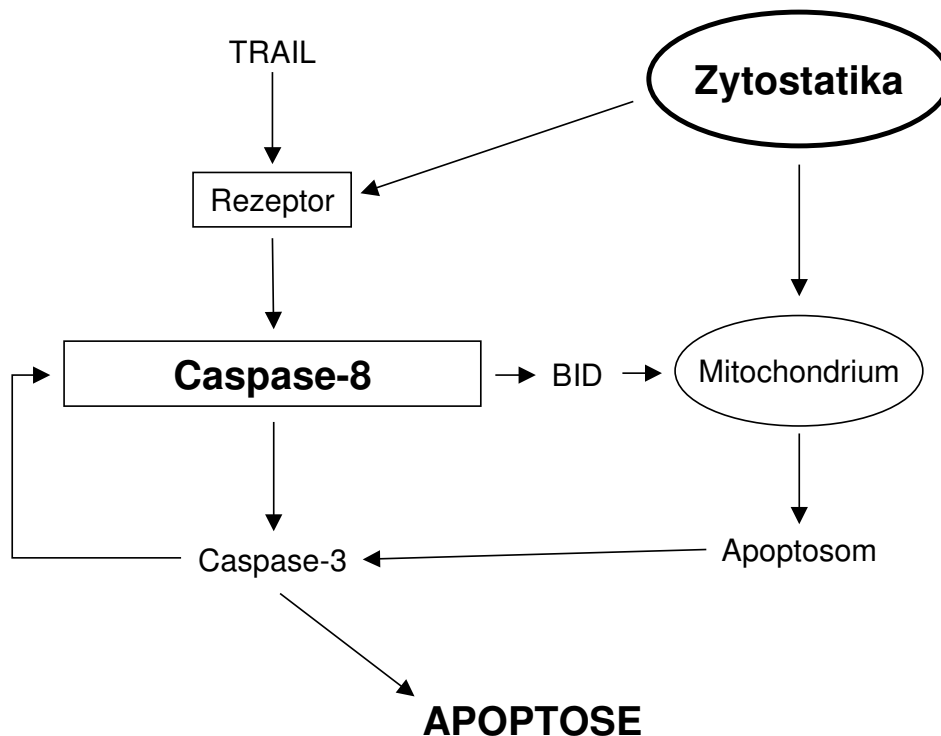 TRAIL
Zytostatika
Rezeptor
Caspase-8
BID
Mitochondrium
Caspase-3
Apoptosom
APOPTOSE